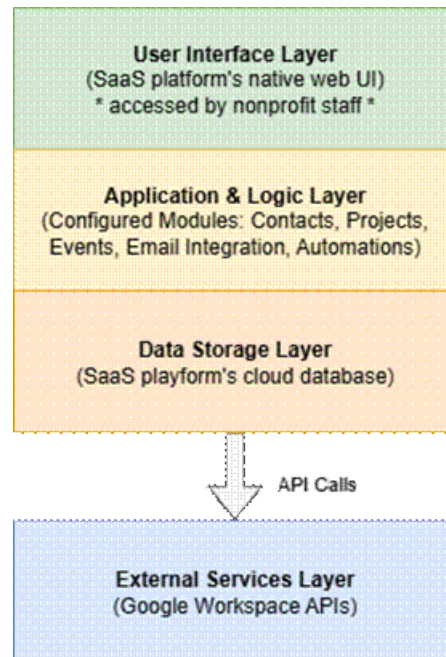 User Interface Layer
(SaaS platform's native web UI)
* accessed by nonprofit staff *
Application & Logic Layer
(Configured Modules: Contacts, Projects,
Events, Email Integration, Automations)
Data Storage Layer
(SaaS playform's cloud database)
API Calls
External Services Layer
(Google Workspace APIs)